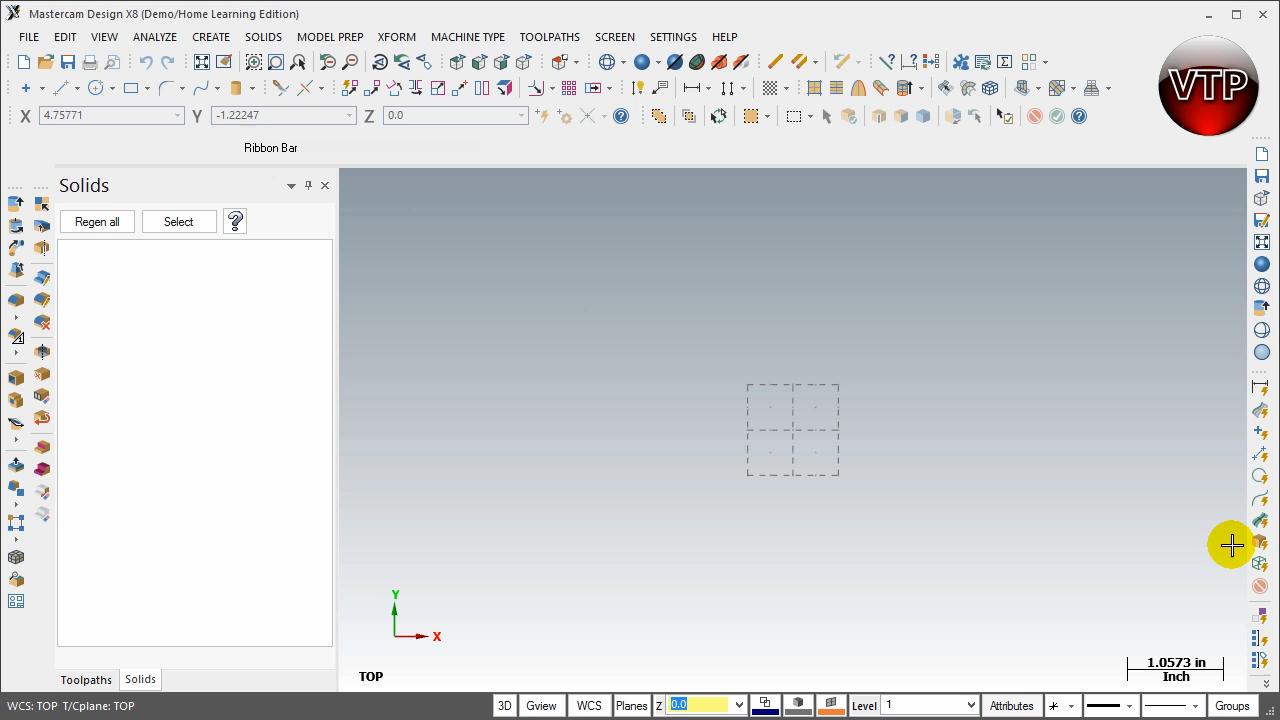 Mastercam Design X8 (Demo/Home Learning Edition)
FILE EDIT VIEW ANALYZE CREATE SOLIDS MODEL PREP XFORM MACHINE TYPE TOOLPATHS SCREEN SETTINGS HELP
VTP
X 4.75771 Y -1.22247 Z 0.0
Ribbon Bar
Solids
Regen all Select ?
Y
X
TOP
1.0573 in
Inch
Toolpaths Solids
WCS: TOP T/Cplane: TOP 3D Gview WCS Planes Z 0.0 Level 1 Attributes Groups